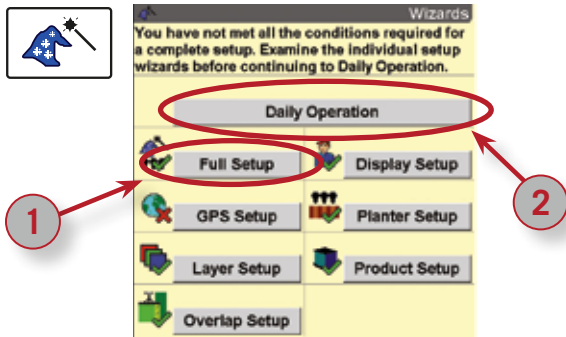 Wizards
You have not met all the conditions required for
a complete setup. Examine the individual setup
wizards before continuing to Daily Operation.
Daily Operation
Full Setup
Display Setup
1
2
GPS Setup
Planter Setup
Layer Setup
Product Setup
Overlap Setup